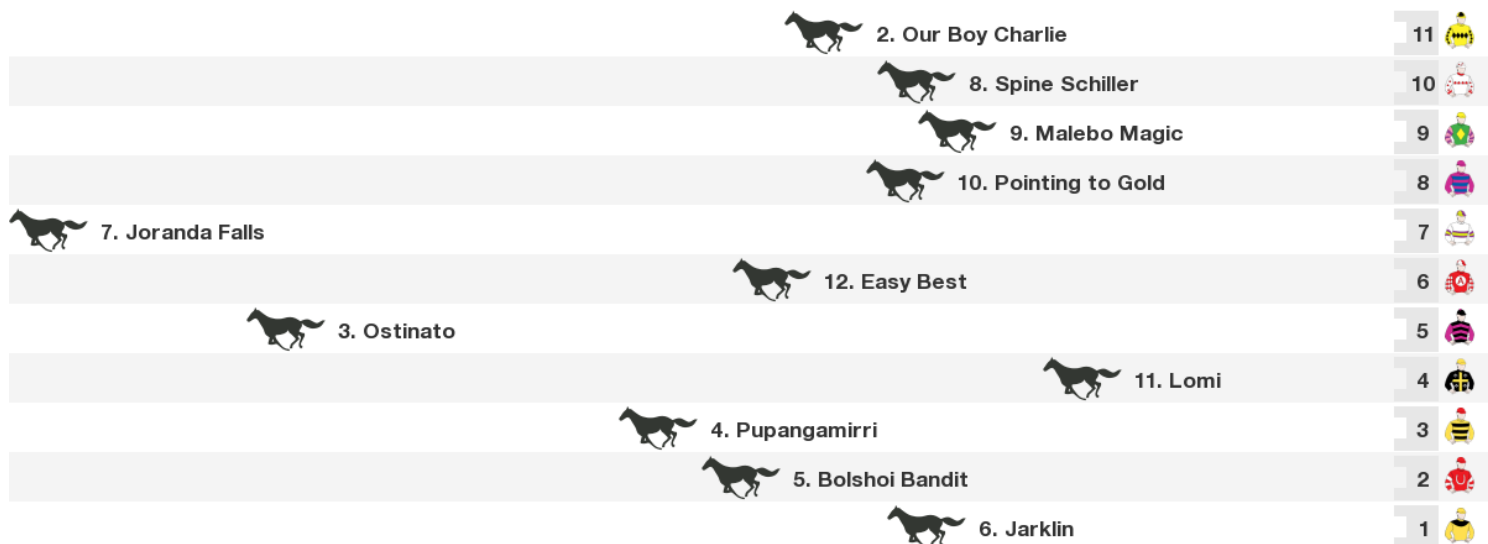 2. Our Boy Charlie 11
8. Spine Schiller 10
9. Malebo Magic 9
10. Pointing to Gold 8
7. Joranda Falls 7
12. Easy Best 6 A
3. Ostinato 5
11. Lomi 4
4. Pupangamirri 3
5. Bolshoi Bandit 2 U
6. Jarklin 1